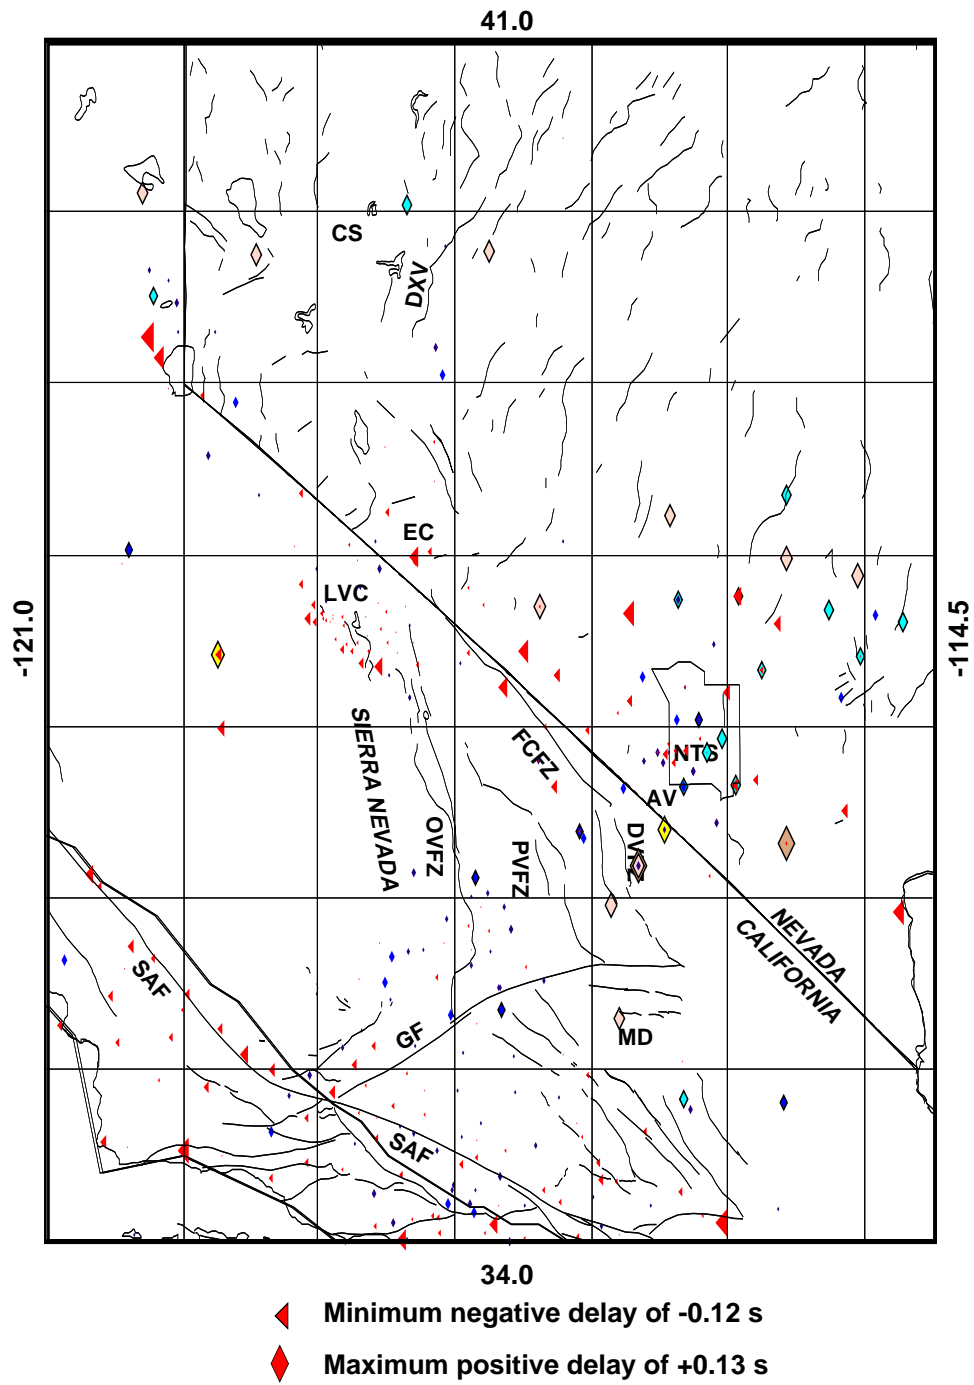 41.0
CS
DXV
EC
LVC
-121.0
-114.5
SIERRA NEVADA
FCFZ
NTS
AV
OVFZ
PVFZ
NEVADA
CALIFORNIA
SAF
GF
MD
SAF
34.0
Minimum negative delay of -0.12 s
Maximum positive delay of +0.13 s